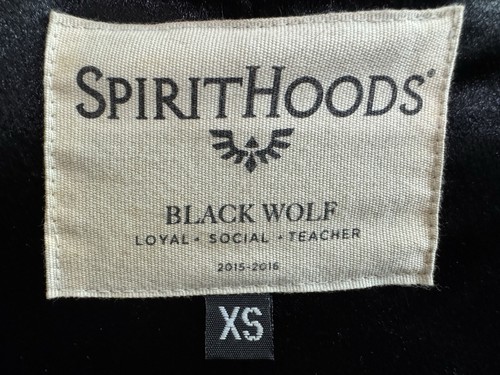 SPIRITHOODS®
BLACK WOLF
LOYAL • SOCIAL • TEACHER
2015-2016
XS